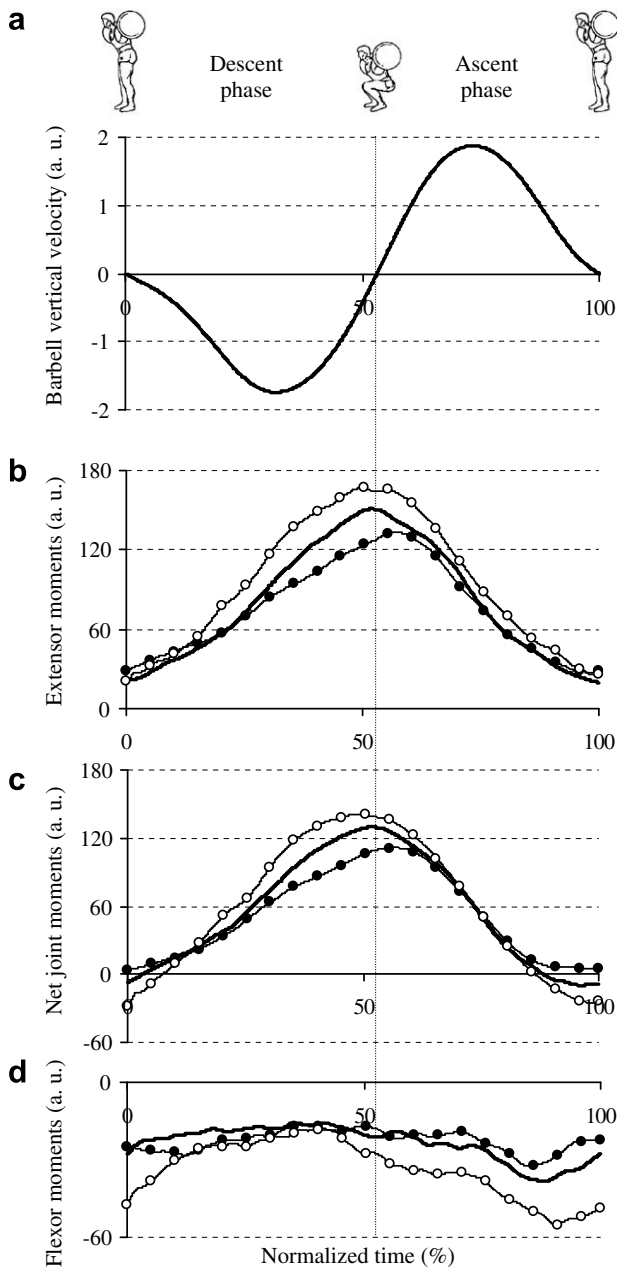 a
Descent
phase
Ascent
phase
Barbell vertical velocity (a. u.)
2
1
0
-1
-2
0
50
100
b
Extensor moments (a. u.)
180
120
60
0
0
50
100
c
Net joint moments (a. u.)
180
120
60
0
-60
50
100
d
Flexor moments (a. u.)
0
-60
0
50
100
Normalized time (%)